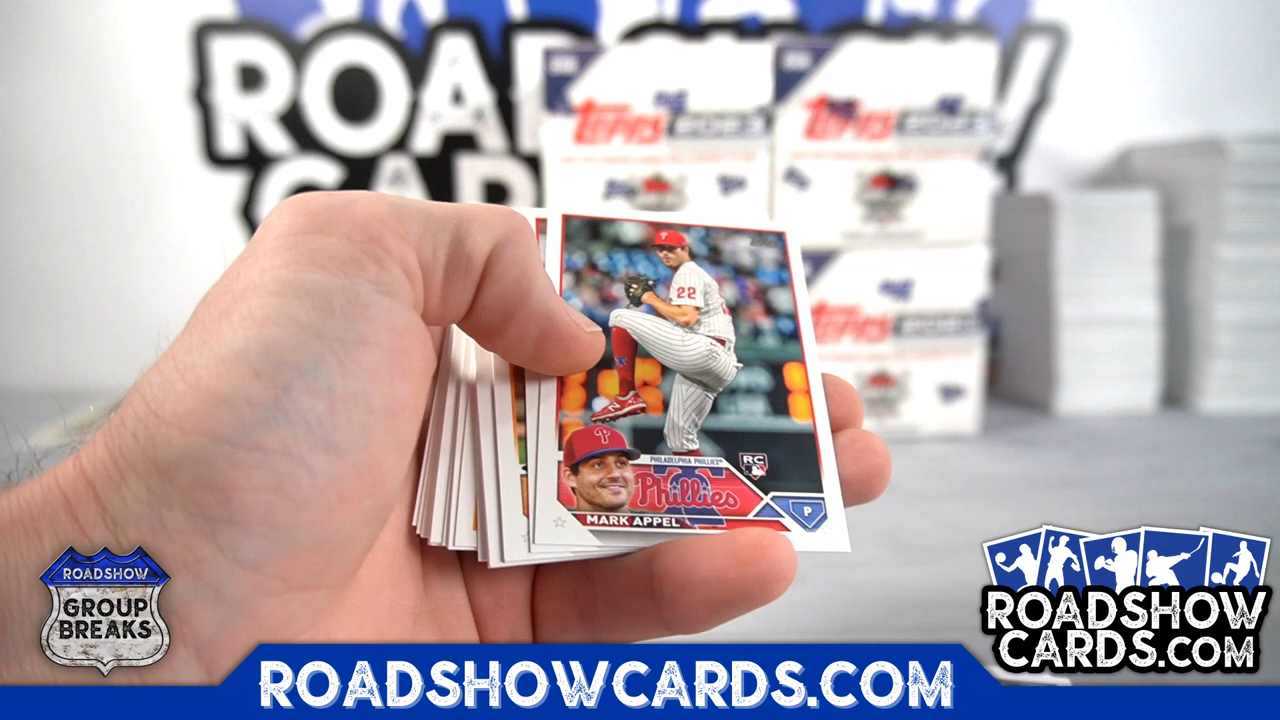 ROADSHOW
CAR
TOPPS 2023
TOPPS 2023
TOPPS 2023
22
PHILADELPHIA PHILLIES
RC
Phillies
P
MARK APPEL
ROADSHOW
GROUP
BREAKS
ROADSHOW
CARDS.COM
ROADSHOWCARDS.COM